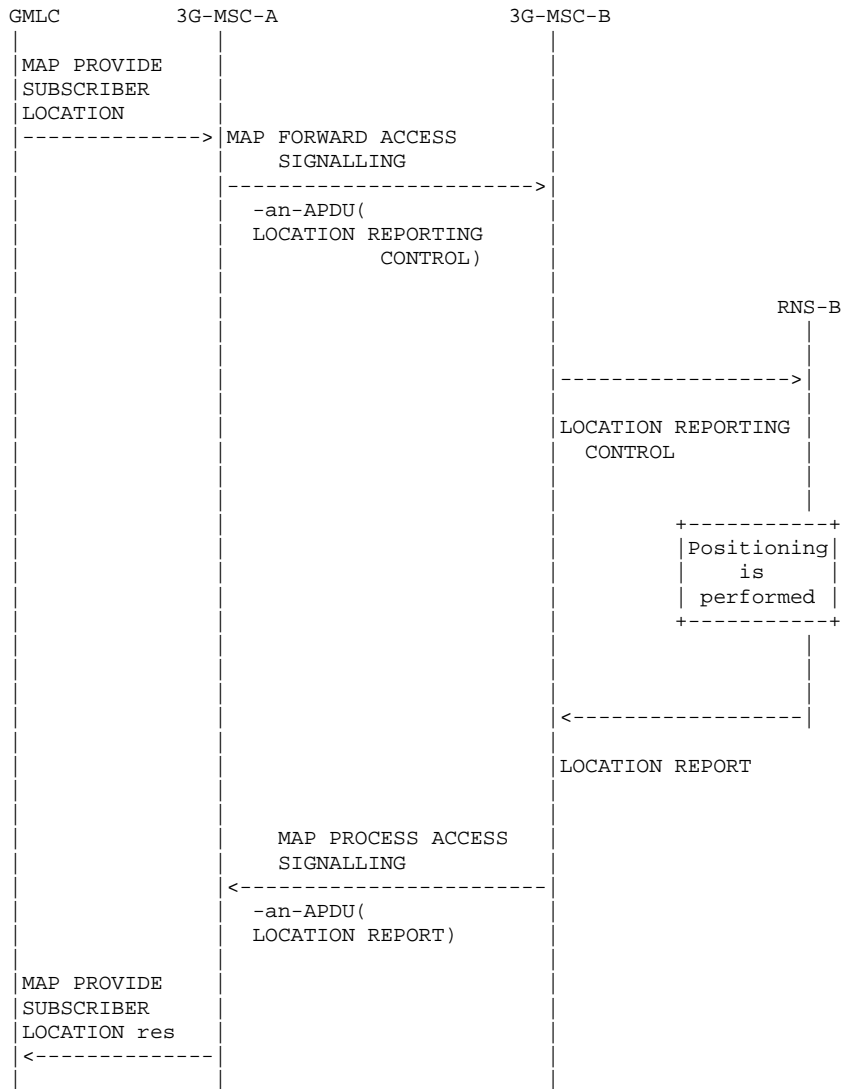 GMLC 3G-MSC-A 3G-MSC-B
MAP PROVIDE
SUBSCRIBER
LOCATION
MAP FORWARD ACCESS
SIGNALLING
-an-APDU(
LOCATION REPORTING
CONTROL)
RNS-B
LOCATION REPORTING
CONTROL
Positioning
is
performed
LOCATION REPORT
MAP PROCESS ACCESS
SIGNALLING
-an-APDU(
LOCATION REPORT)
MAP PROVIDE
SUBSCRIBER
LOCATION res